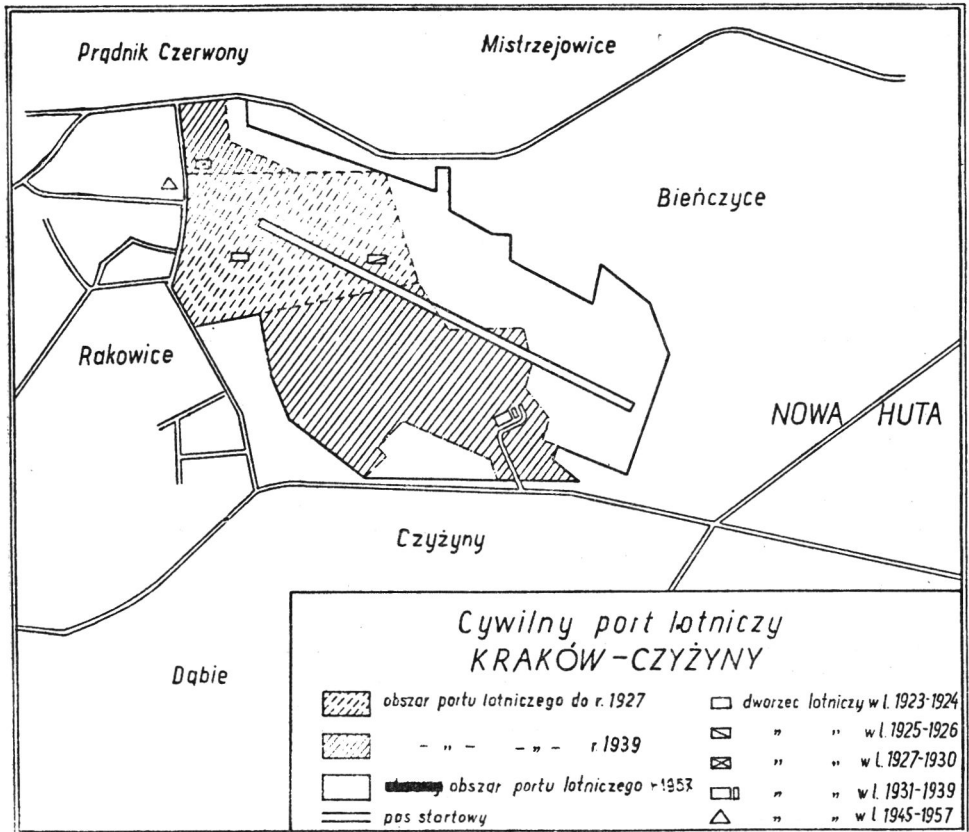 Prądnik Czerwony
Mistrzejowice
Bieńczyce
Rakowice
NOWA HUTA
Czyżyny
Dąbie
Cywilny port lotniczy
KRAKÓW-CZYŻYNY
obszar portu lotniczego do r. 1927
- „ - - „ - r. 1939
obszar portu lotniczego r 1957
pas startowy
dworzec lotniczy w l. 1923-1924
„ „ w l. 1925-1926
„ „ w l. 1927-1930
„ „ w l. 1931-1939
„ „ w l. 1945-1957